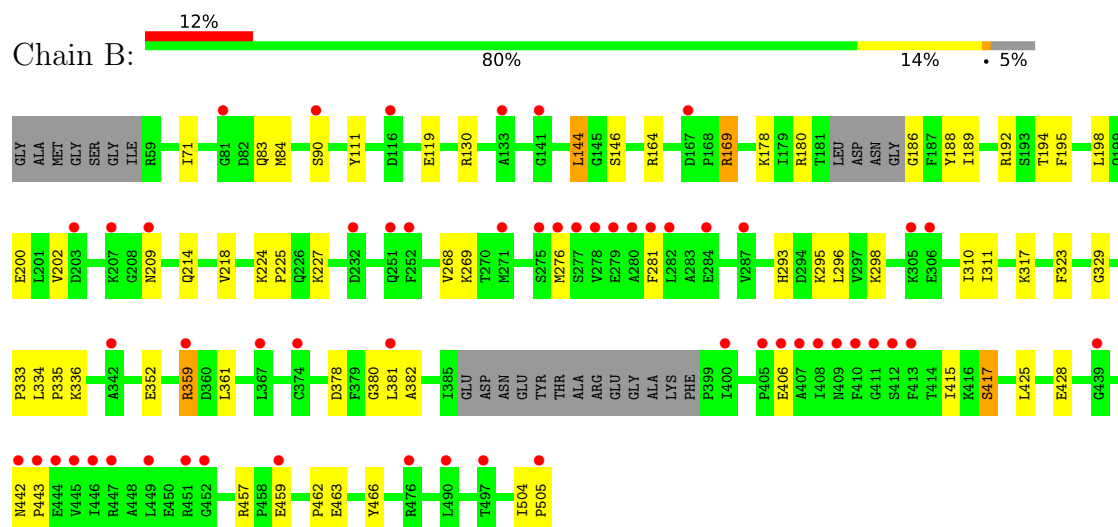 12%
Chain B:
80% 14% • 5%
GLY ALA MET GLY SER GLY ILE R59 I71 G81 D82 Q83 M84 S90 Y111 D116 E119 R130 A133 G141 L144 G145 S146 R164 D167 P168 R169 K178 I179 R180 T181 LEU ASP ASN GLY G186 F187 Y188 I189 R192 S193 T194 F195 L198 Q199
E200 L201 V202 D203 K207 G208 N209 Q214 V218 K224 P225 Q226 K227 D232 Q251 F252 V268 K269 T270 M271 S275 M276 S277 V278 E279 A280 F281 L282 A283 E284 V287 H293 D294 K295 L296 V297 K298 K305 E306 I310 I311 K317 F323 G329
P333 L334 P335 K336 A342 E352 R359 D360 L361 L367 C374 D378 F379 G380 L381 A382 I385 GLU ASP ASN GLU TYR THR ALA ARG GLU GLY ALA LYS PHE P399 I400 P405 E406 A407 I408 N409 F410 G411 S412 F413 T414 I415 K416 S417 L425 E428 G439
N442 P443 E444 V445 I446 R447 A448 L449 E450 R451 G452 R457 P458 E459 P462 E463 Y466 R476 L490 T497 I504 P505